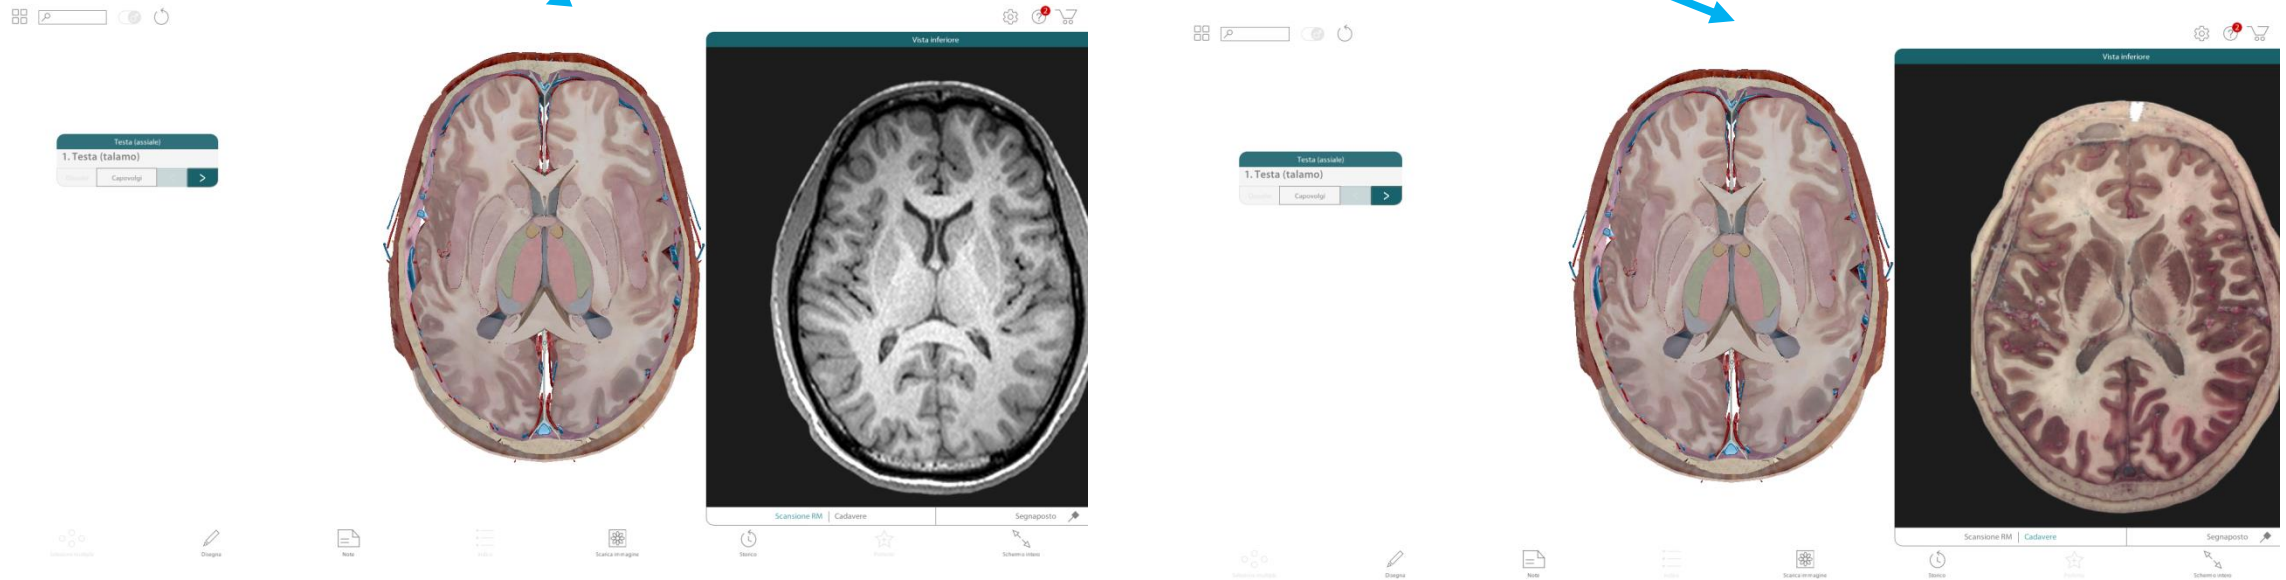 2
Vista inferiore
Testa (assiale)
1. Testa (talamo)
Capovolgi
>
Scansione RM | Cadavere
Segnaposto
Disegna
Note
Scarica immagine
Storico
Schermo intero
2
Vista inferiore
Testa (assiale)
1. Testa (talamo)
Capovolgi
>
Scansione RM | Cadavere
Segnaposto
Disegna
Note
Scarica immagine
Storico
Schermo intero